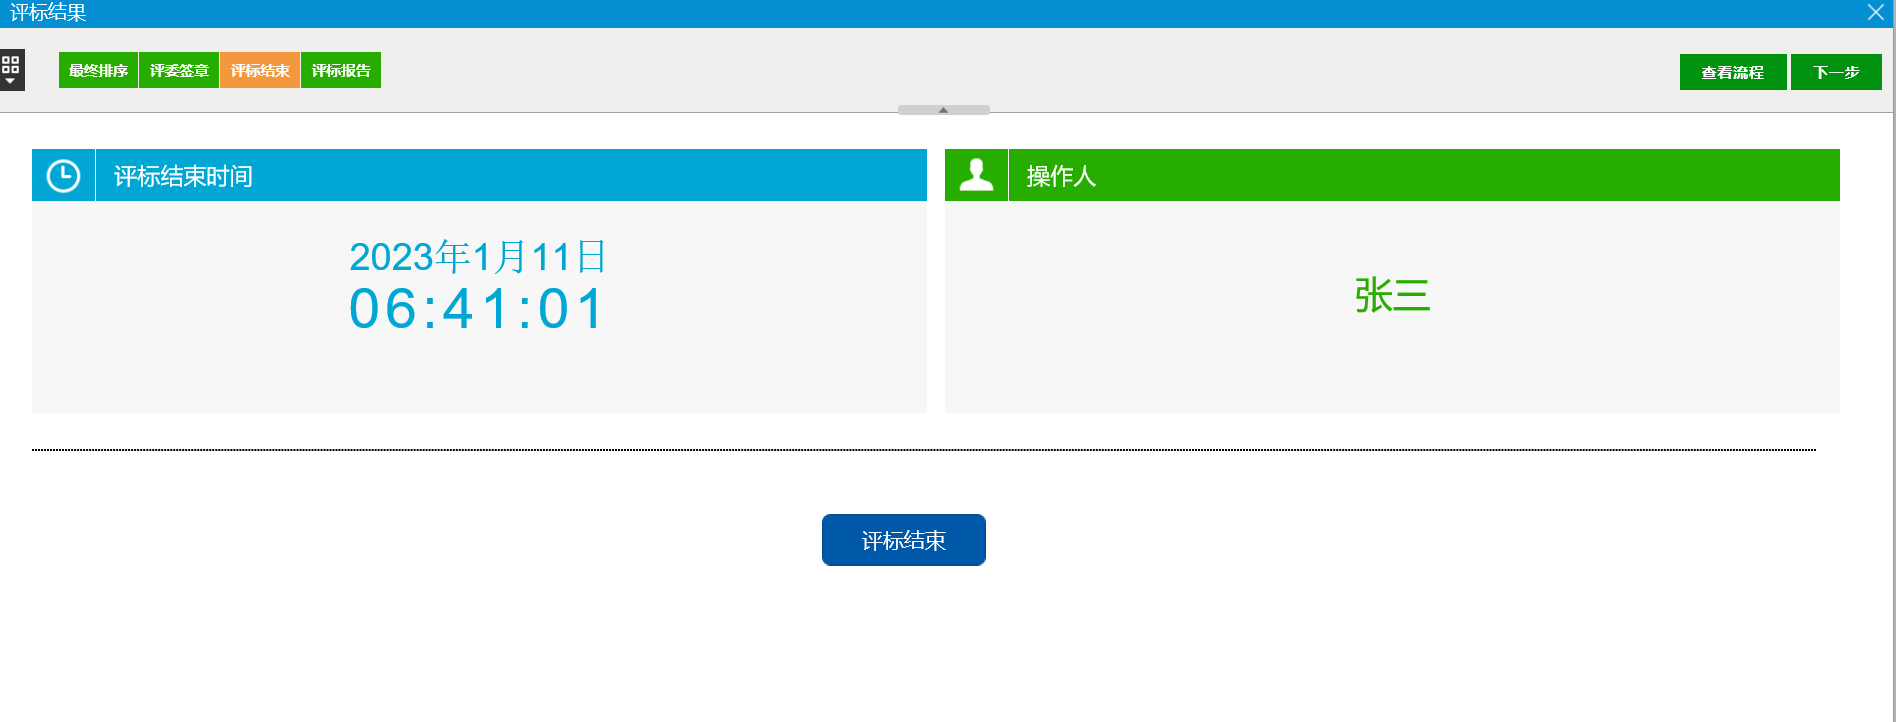 评标结果
最终排序 评委签章 评标结束 评标报告
查看流程 下一步
评标结束时间
2023年1月11日
06:41:01
操作人
张三
评标结束